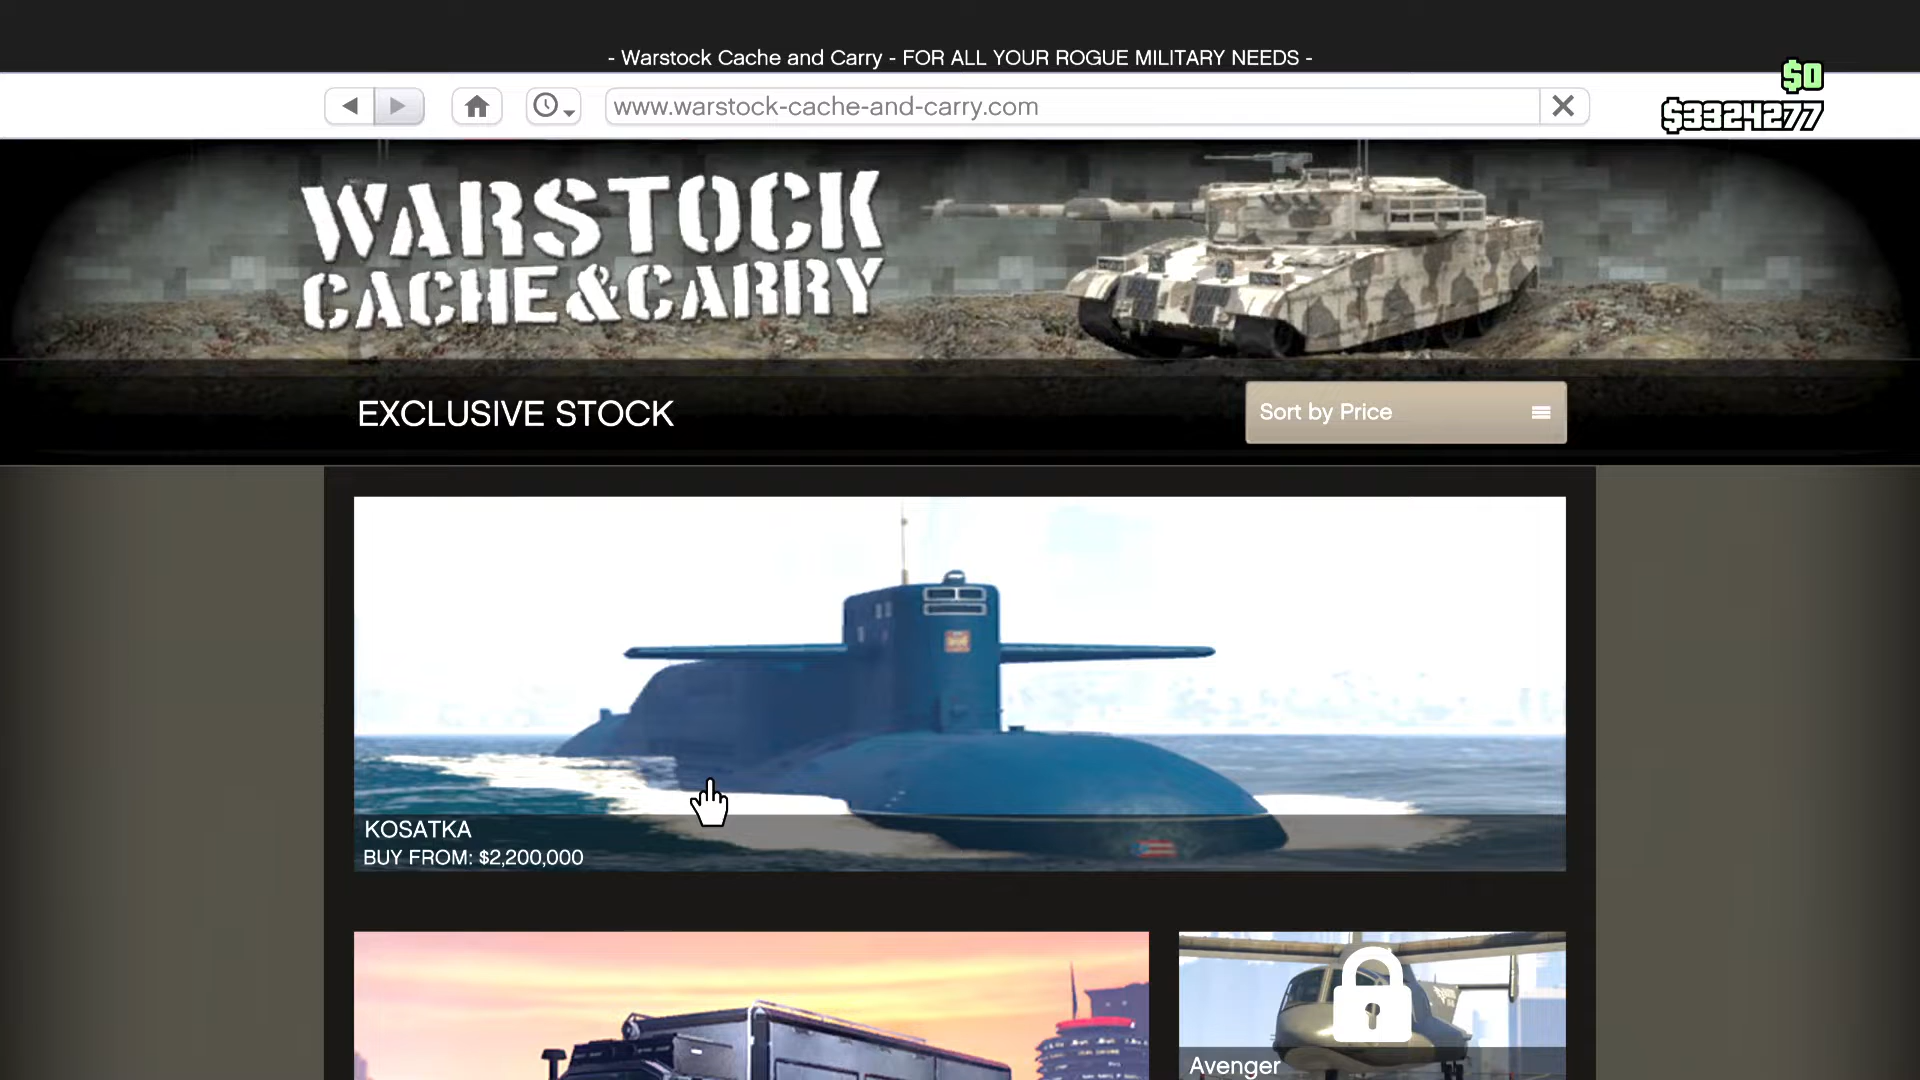 - Warstock Cache and Carry - FOR ALL YOUR ROGUE MILITARY NEEDS -
$0
www.warstock-cache-and-carry.com
$3324277
WARSTOCK
CACHE & CARRY
EXCLUSIVE STOCK
Sort by Price
KOSATKA
BUY FROM: $2,200,000
Avenger